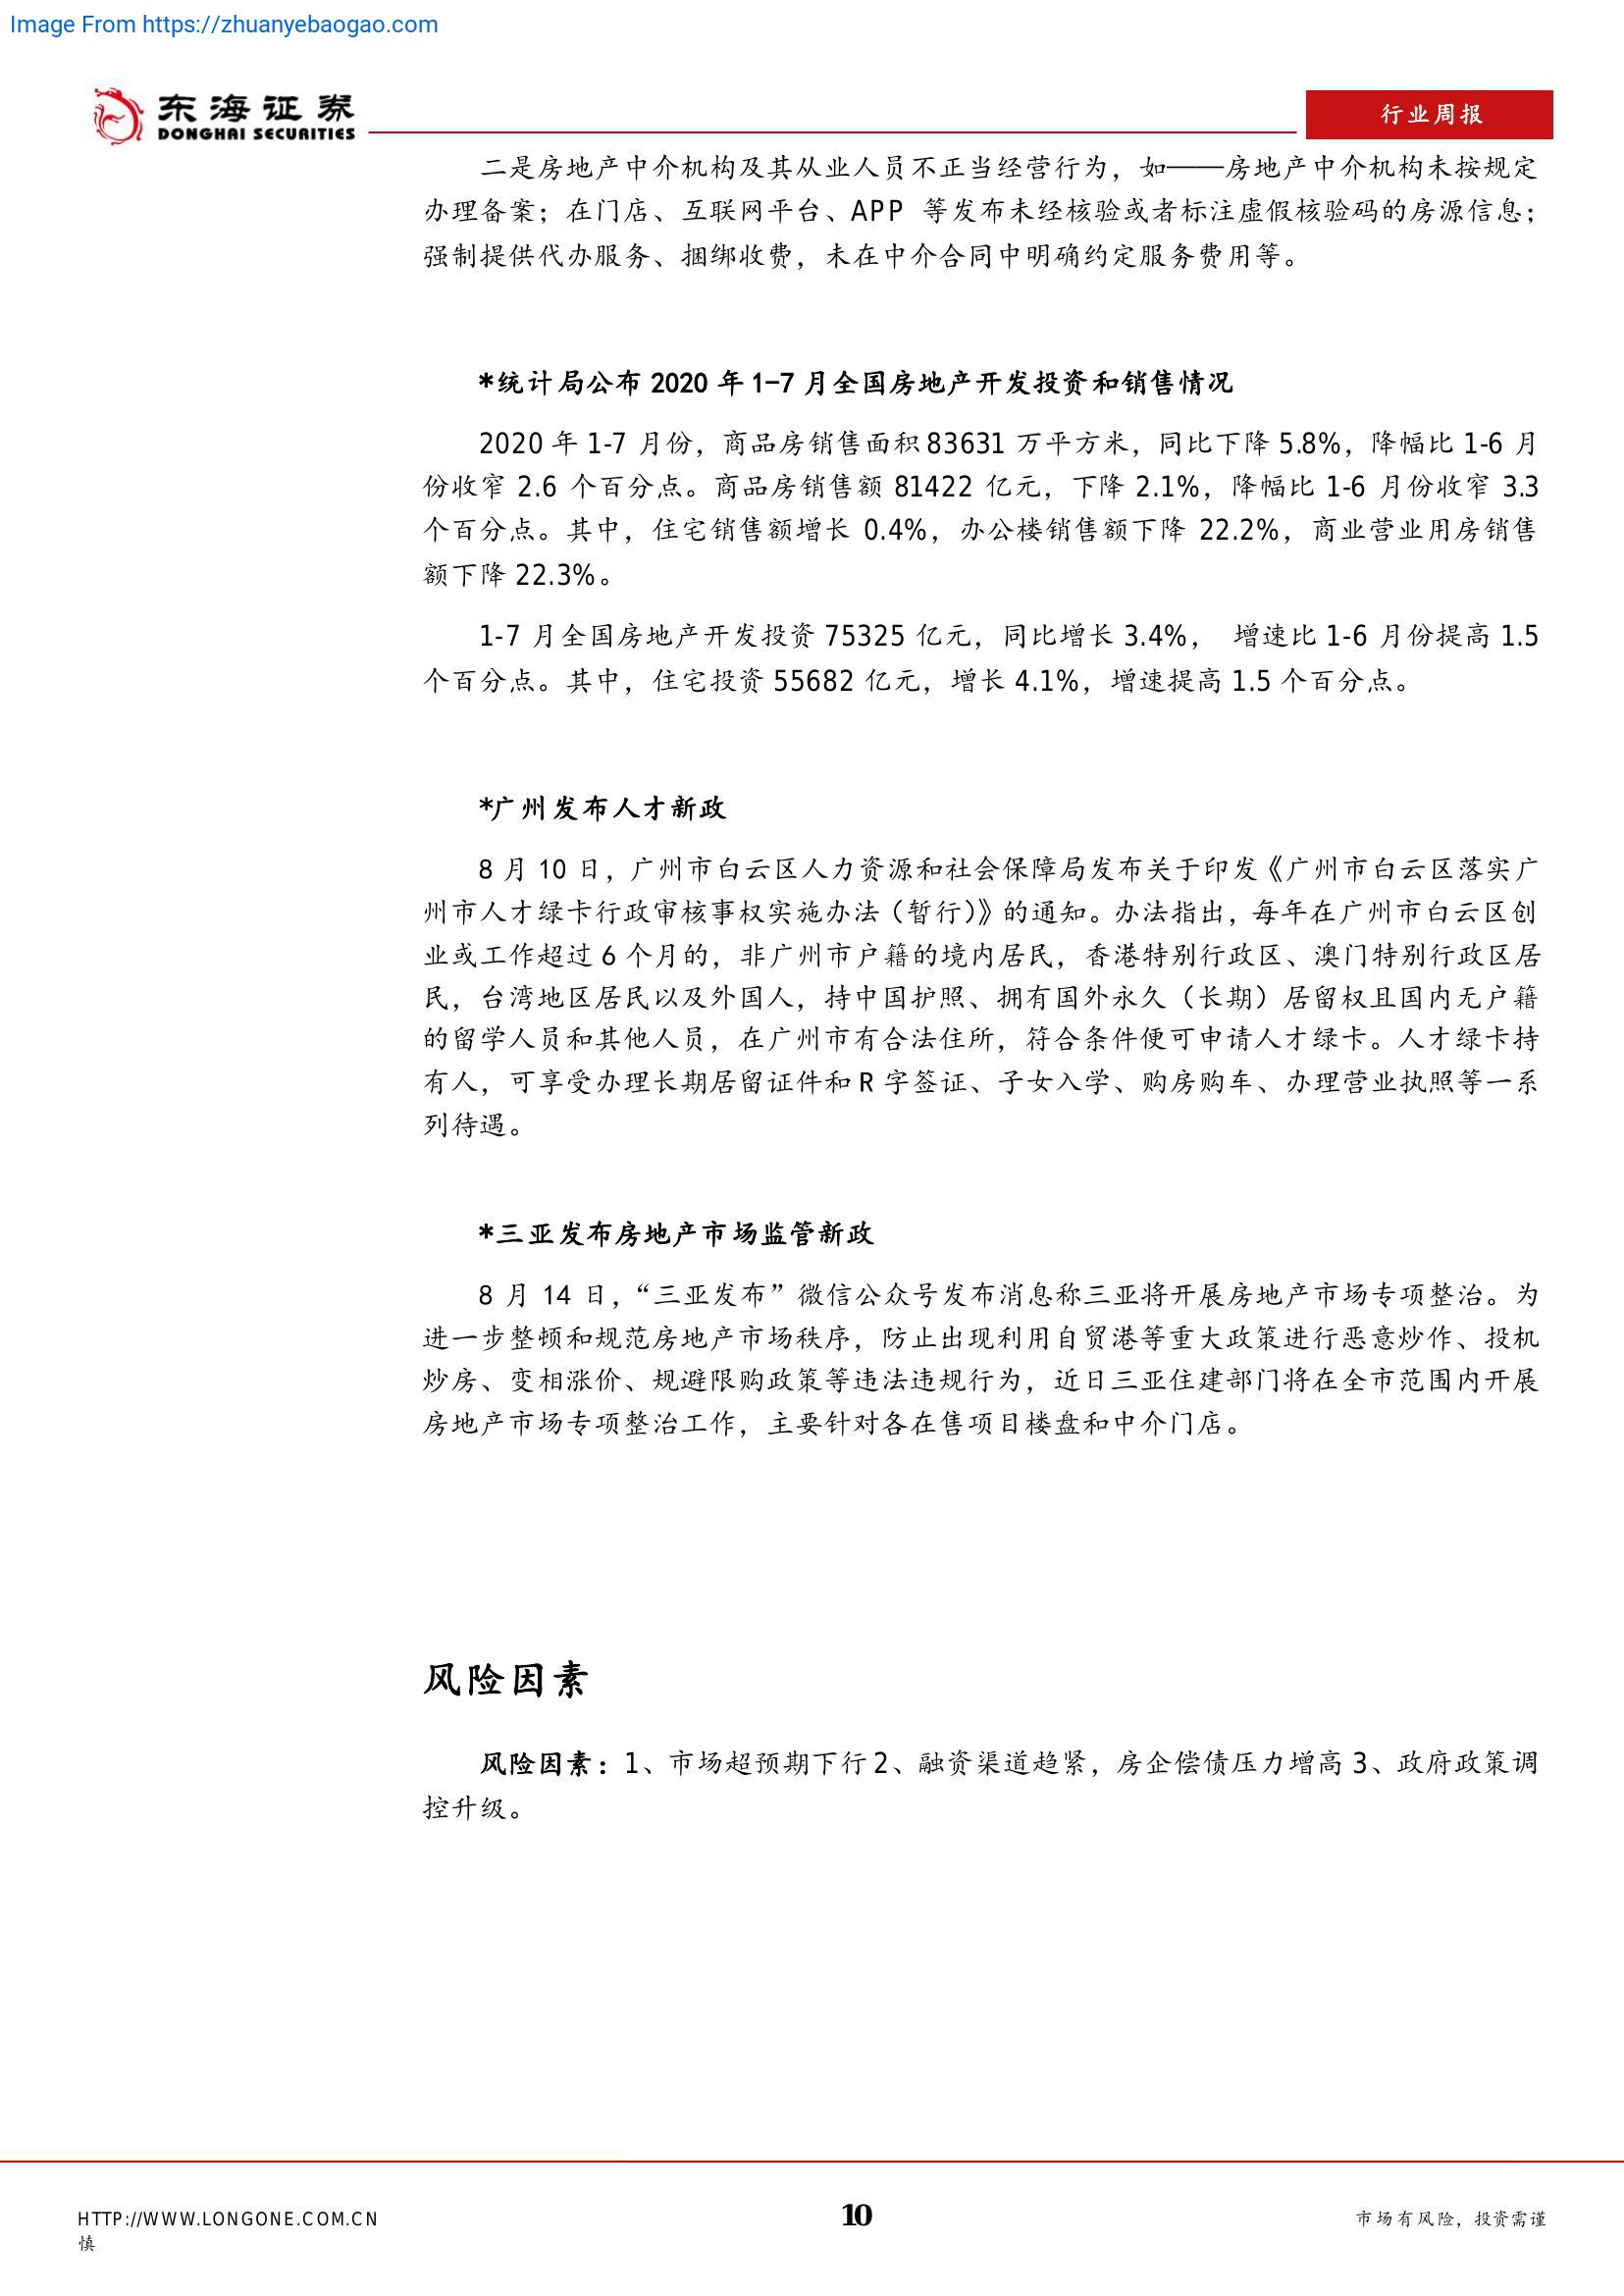 Image From https://zhuanyebaogao.com
东海证券
DONGHAI SECURITIES
行业周报
二是房地产中介机构及其从业人员不正当经营行为，如——房地产中介机构未按规定
办理备案；在门店、互联网平台、APP 等发布未经核验或者标注虚假核验码的房源信息；
强制提供代办服务、捆绑收费，未在中介合同中明确约定服务费用等。
*统计局公布 2020 年 1-7 月全国房地产开发投资和销售情况
2020 年 1-7 月份，商品房销售面积 83631 万平方米，同比下降 5.8%，降幅比 1-6 月
份收窄 2.6 个百分点。商品房销售额 81422 亿元，下降 2.1%，降幅比 1-6 月份收窄 3.3
个百分点。其中，住宅销售额增长 0.4%，办公楼销售额下降 22.2%，商业营业用房销售
额下降 22.3%。
1-7 月全国房地产开发投资 75325 亿元，同比增长 3.4%， 增速比 1-6 月份提高 1.5
个百分点。其中，住宅投资 55682 亿元，增长 4.1%，增速提高 1.5 个百分点。
*广州发布人才新政
8 月 10 日，广州市白云区人力资源和社会保障局发布关于印发《广州市白云区落实广
州市人才绿卡行政审核事权实施办法（暂行）》的通知。办法指出，每年在广州市白云区创
业或工作超过 6 个月的，非广州市户籍的境内居民，香港特别行政区、澳门特别行政区居
民，台湾地区居民以及外国人，持中国护照、拥有国外永久（长期）居留权且国内无户籍
的留学人员和其他人员，在广州市有合法住所，符合条件便可申请人才绿卡。人才绿卡持
有人，可享受办理长期居留证件和 R 字签证、子女入学、购房购车、办理营业执照等一系
列待遇。
*三亚发布房地产市场监管新政
8 月 14 日，“三亚发布”微信公众号发布消息称三亚将开展房地产市场专项整治。为
进一步整顿和规范房地产市场秩序，防止出现利用自贸港等重大政策进行恶意炒作、投机
炒房、变相涨价、规避限购政策等违法违规行为，近日三亚住建部门将在全市范围内开展
房地产市场专项整治工作，主要针对各在售项目楼盘和中介门店。
风险因素
风险因素：1、市场超预期下行 2、融资渠道趋紧，房企偿债压力增高 3、政府政策调
控升级。
HTTP://WWW.LONGONE.COM.CN
10
市场有风险，投资需谨
慎